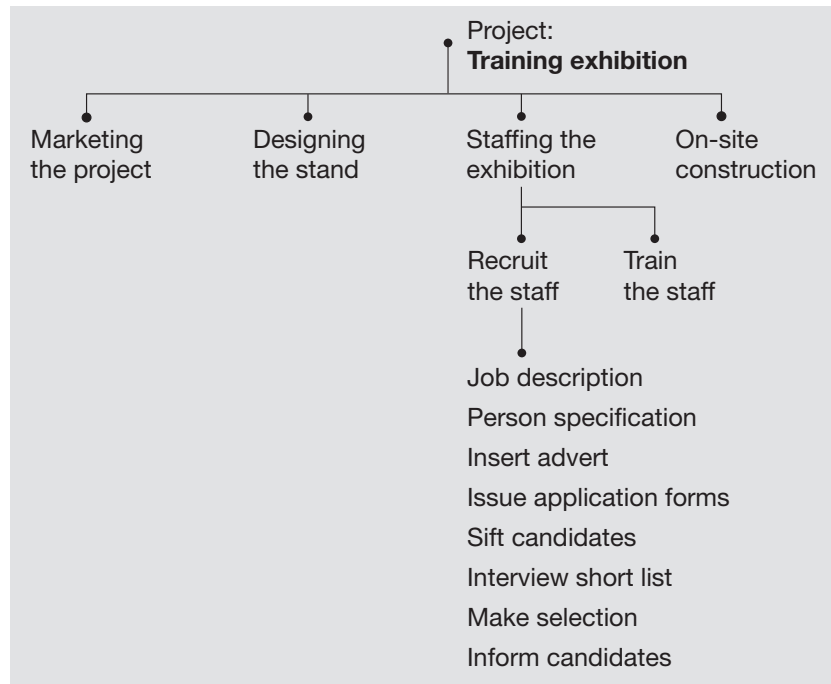 Project:
Training exhibition
Marketing
the project
Designing
the stand
Staffing the
exhibition
On-site
construction
Recruit
the staff
Train
the staff
Job description
Person specification
Insert advert
Issue application forms
Sift candidates
Interview short list
Make selection
Inform candidates